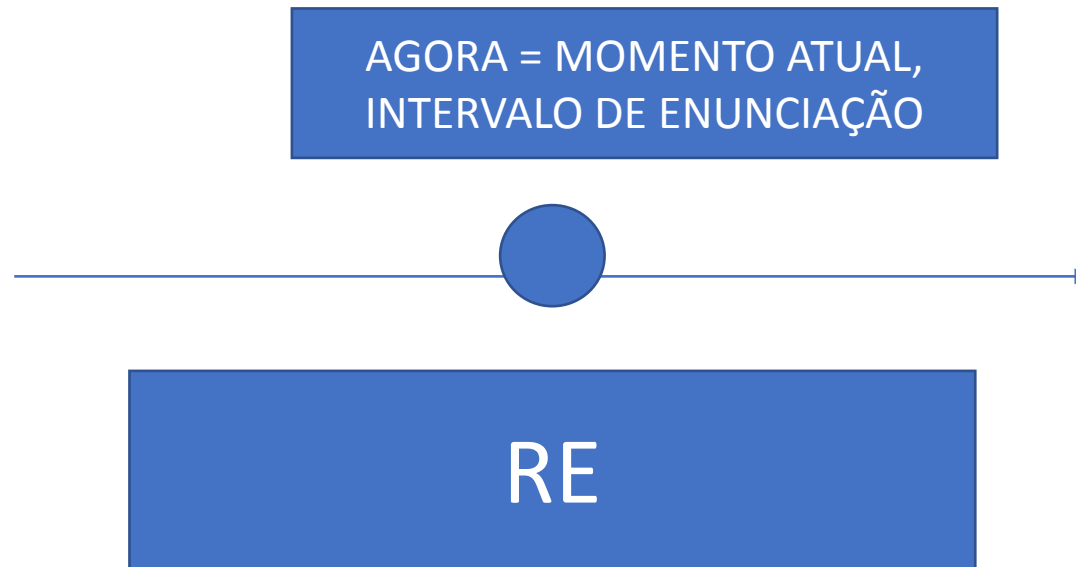 AGORA = MOMENTO ATUAL,
INTERVALO DE ENUNCIAÇÃO
RE